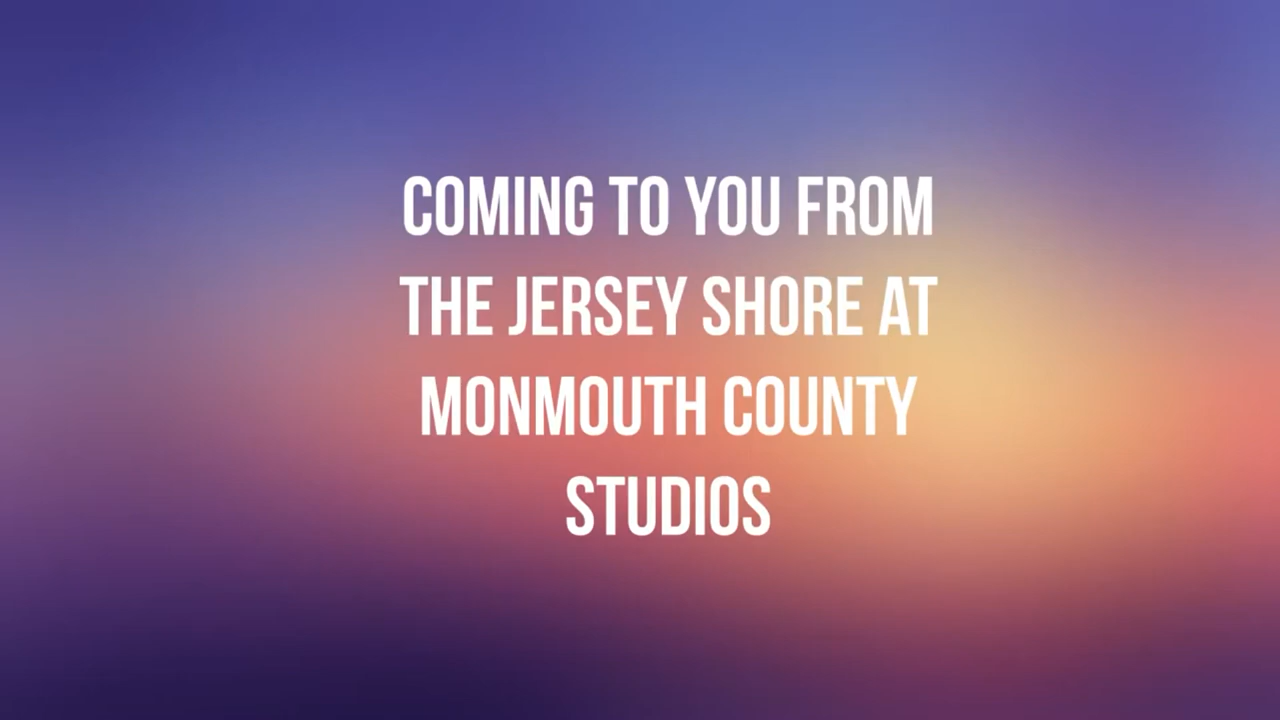 COMING TO YOU FROM
THE JERSEY SHORE AT
MONMOUTH COUNTY
STUDIOS